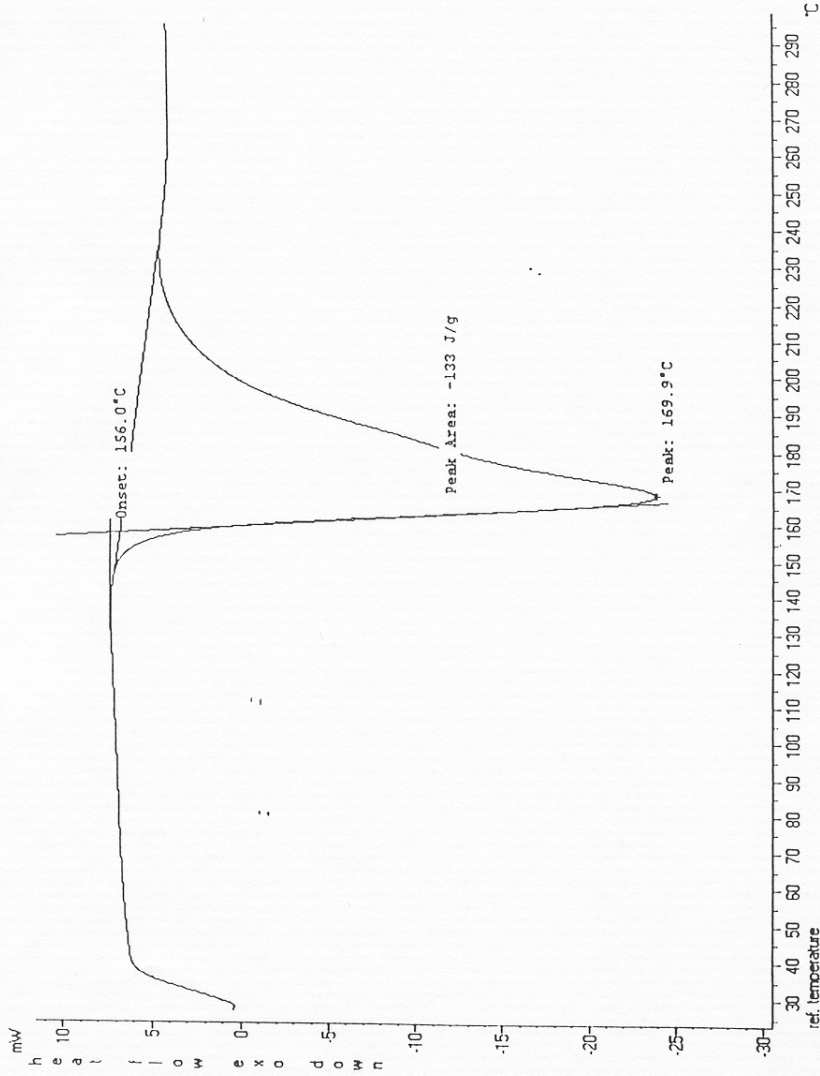 mW
heat flow exo down
10
5
0
-5
-10
-15
-20
-25
-30
Onset: 156.0°C
Peak Area: -133 J/g
Peak: 169.9°C
30 40 50 60 70 80 90 100 110 120 130 140 150 160 170 180 190 200 210 220 230 240 250 260 270 280 290
°C
ref. temperature